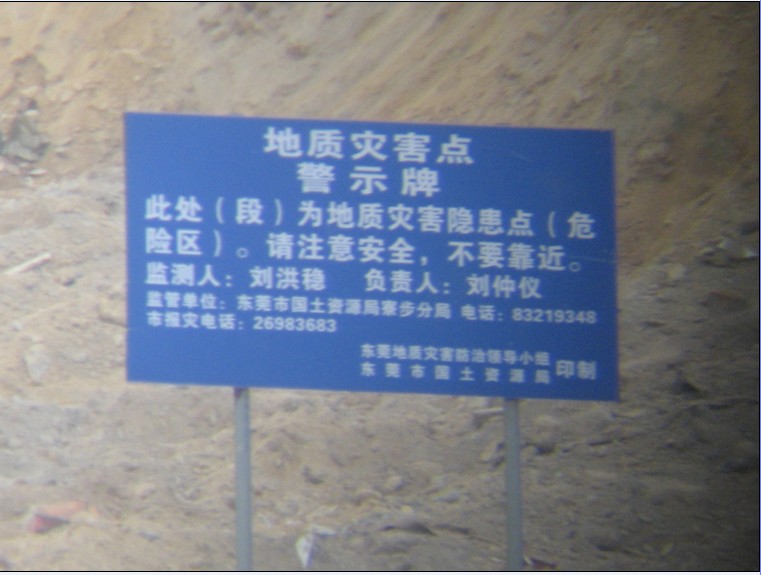 地质灾害点
警示牌
此处（段）为地质灾害隐患点（危
险区）。请注意安全，不要靠近。
监测人：刘洪稳 负责人：刘仲仪
监管单位：东莞市国土资源局寮步分局 电话：83219348
市报灾电话：26983683
东莞地质灾害防治领导小组
东莞市国土资源局 印制